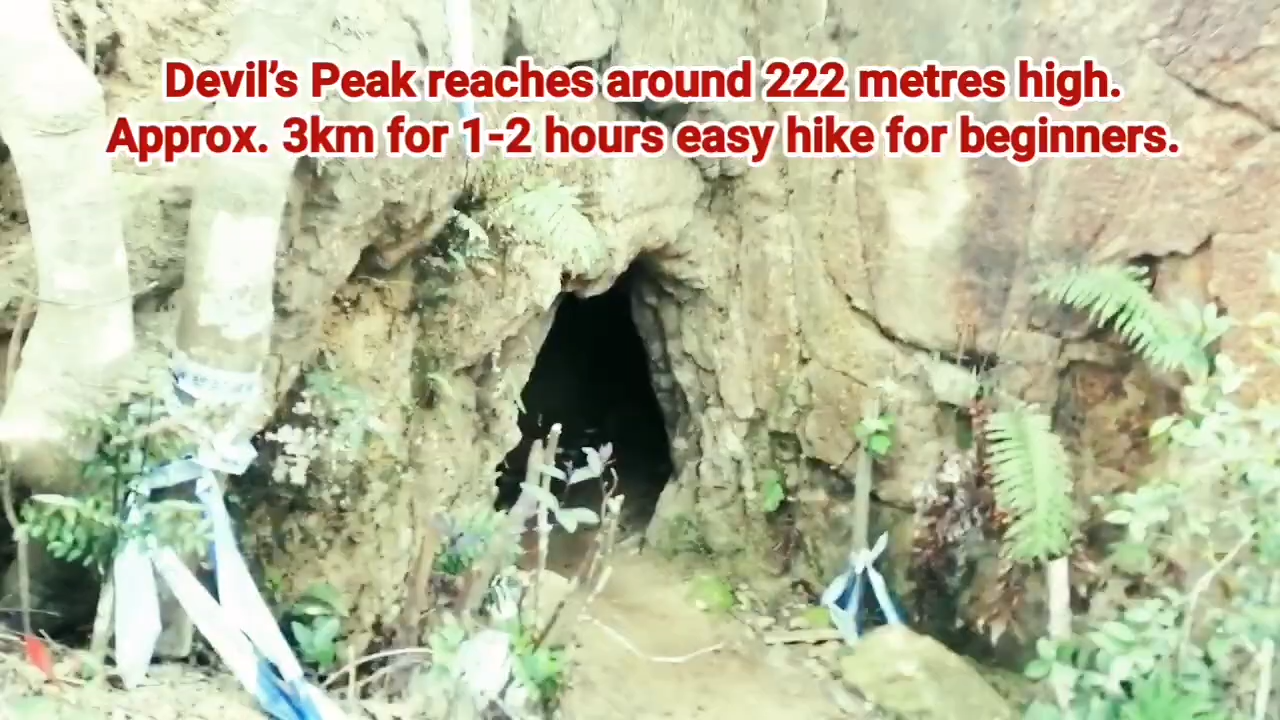 Devil's Peak reaches around 222 metres high.
Approx. 3km for 1-2 hours easy hike for beginners.